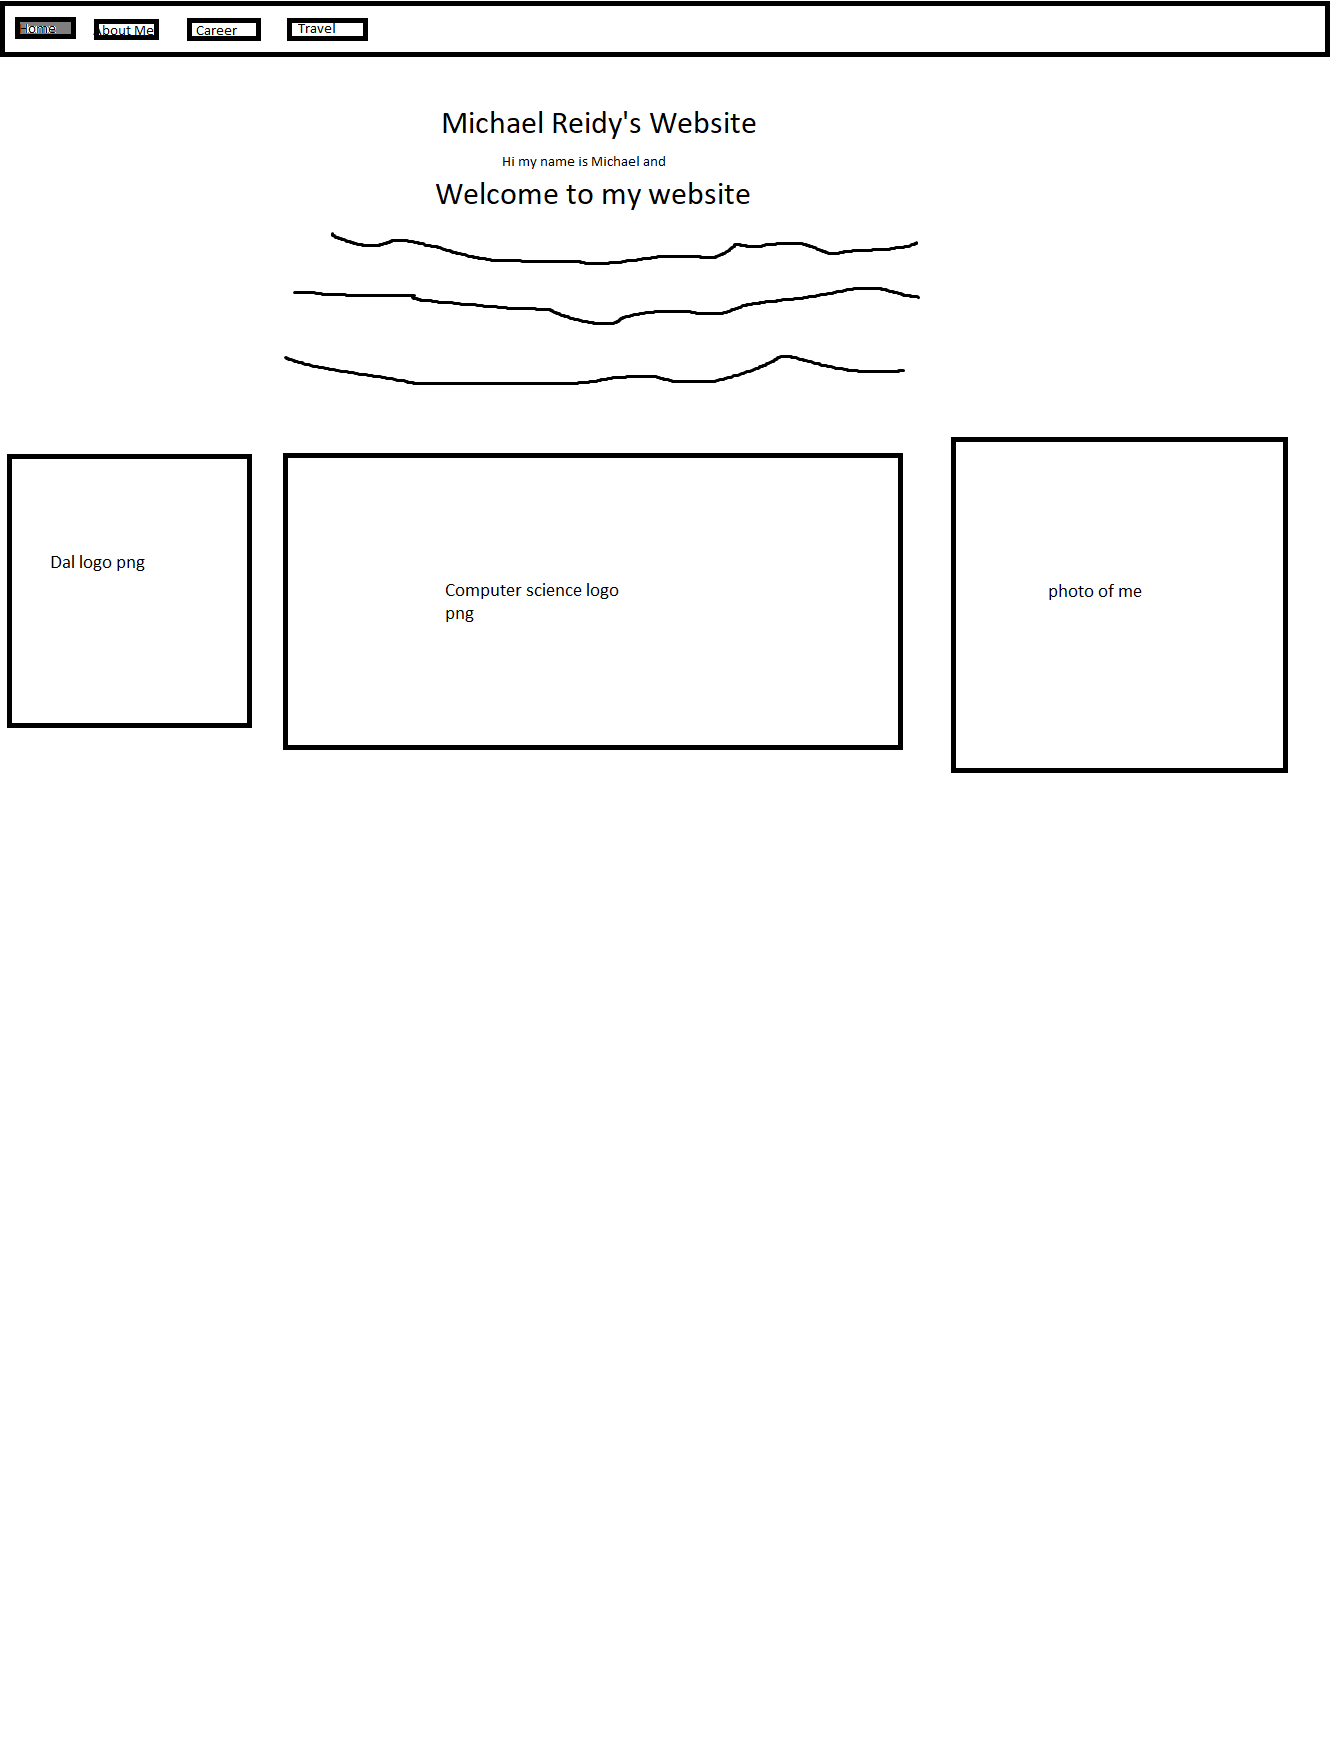 Home
About Me
Career
Travel
Michael Reidy's Website
Hi my name is Michael and
Welcome to my website
Dal logo png
Computer science logo
png
photo of me